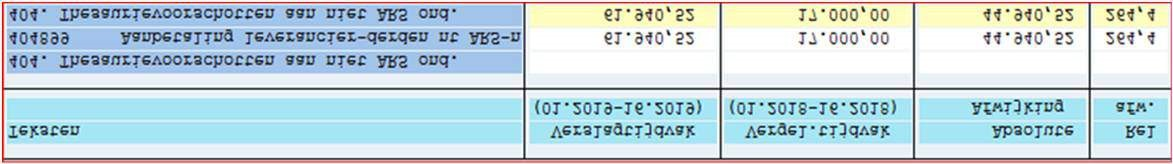 Teksten Verslagtijdvak Vergel.tijdvak Absolute Rel
(01.2019-16.2019) (01.2018-16.2018) Afwijking afw.
404. Thesaurievoorschotten aan niet ARS ond.
404899 Aanbetaling leverancier-derden nt ARS-n 61.940,52 17.000,00 44.940,52 264,4
404. Thesaurievoorschotten aan niet ARS ond. 61.940,52 17.000,00 44.940,52 264,4